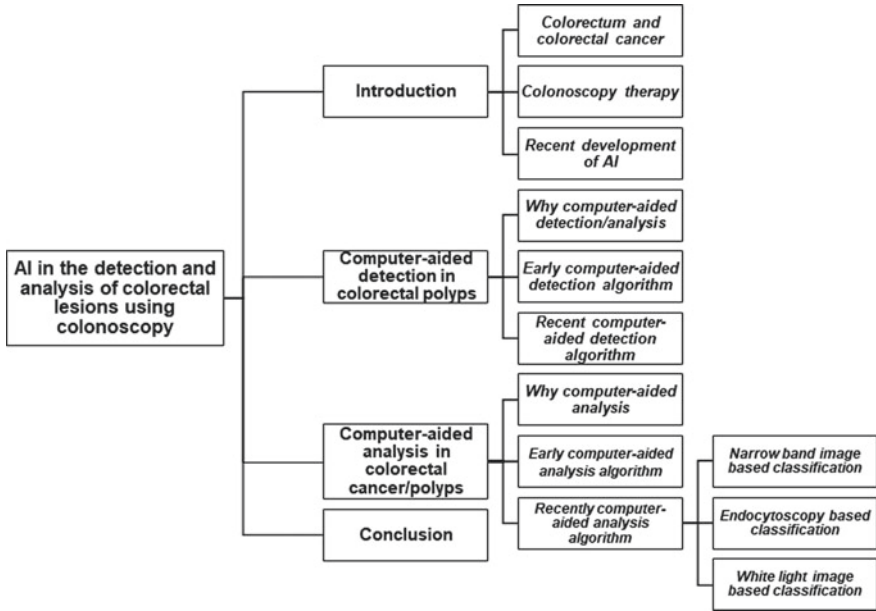 AI in the detection and
analysis of colorectal
lesions using
colonoscopy
Introduction
Colorectum and
colorectal cancer
Colonoscopy therapy
Recent development
of AI
Computer-aided
detection in
colorectal polyps
Why computer-aided
detection/analysis
Early computer-aided
detection algorithm
Recent computer-
aided detection
algorithm
Computer-aided
analysis in
colorectal
cancer/polyps
Why computer-aided
analysis
Early computer-aided
analysis algorithm
Recently computer-
aided analysis
algorithm
Narrow band image
based classification
Endocytoscopy based
classification
White light image
based classification
Conclusion